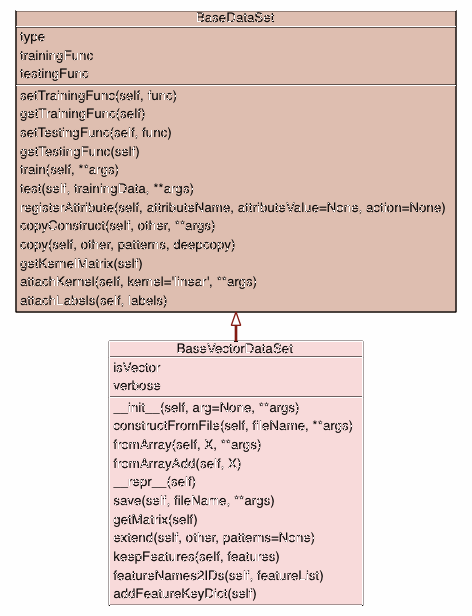 BaseDataSet
type
trainingFunc
testingFunc
setTrainingFunc(self, func)
getTrainingFunc(self)
setTestingFunc(self, func)
getTestingFunc(self)
train(self, **args)
test(self, trainingData, **args)
registerAttribute(self, attributeName, attributeValue=None, action=None)
copyConstruct(self, other, **args)
copy(self, other, patterns, deepcopy)
getKernelMatrix(self)
attachKernel(self, kernel='linear', **args)
attachLabels(self, labels)
BaseVectorDataSet
isVector
verbose
__init__(self, arg=None, **args)
constructFromFile(self, fileName, **args)
fromArray(self, X, **args)
fromArrayAdd(self, X)
__repr__(self)
save(self, fileName, **args)
getMatrix(self)
extend(self, other, patterns=None)
keepFeatures(self, features)
featureNames2IDs(self, featureList)
addFeatureKeyDict(self)